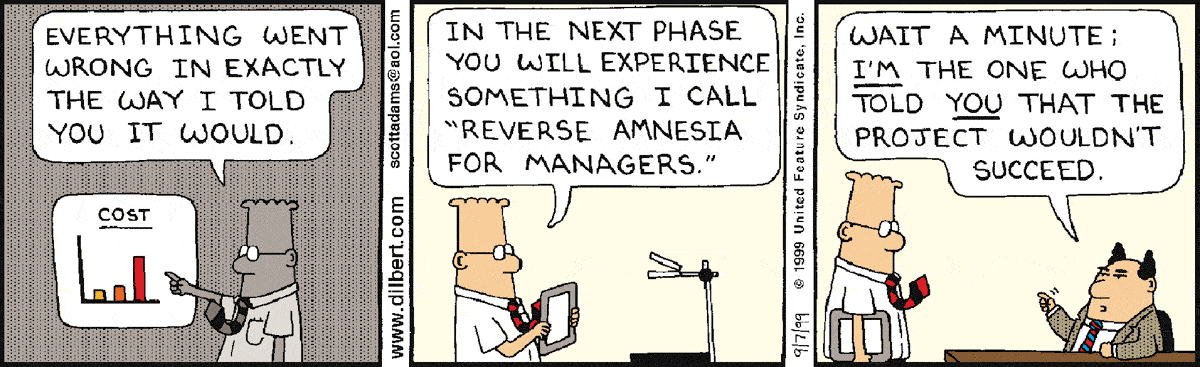 EVERYTHING WENT
WRONG IN EXACTLY
THE WAY I TOLD
YOU IT WOULD.
COST
www.dilbert.com scottadams@aol.com
IN THE NEXT PHASE
YOU WILL EXPERIENCE
SOMETHING I CALL
"REVERSE AMNESIA
FOR MANAGERS."
9/7/99 © 1999 United Feature Syndicate, Inc.
WAIT A MINUTE;
I'M THE ONE WHO
TOLD YOU THAT THE
PROJECT WOULDN'T
SUCCEED.